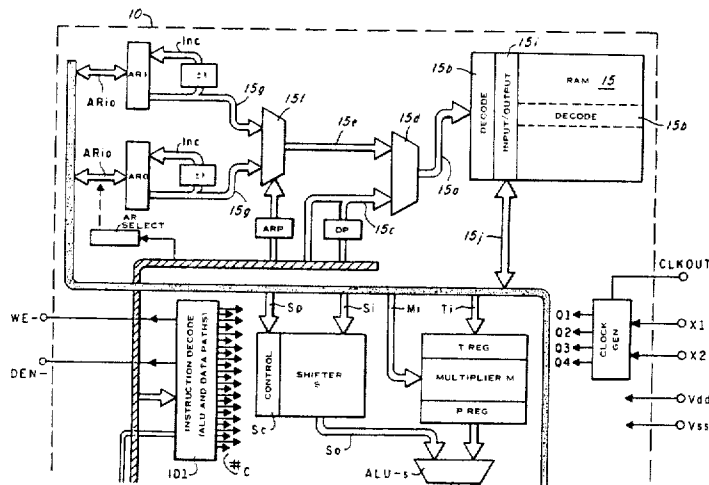 10
Inc
AR1
±1
15g
ARio
15f
15e
15d
15b
15i
DECODE
INPUT/OUTPUT
RAM 15
DECODE
15b
15a
Inc
ARio
AR0
±1
15g
ARP
DP
15c
15j
AR SELECT
CLKOUT
WE-
DEN-
Sp
Si
Mi
Ti
Q1
Q2
Q3
Q4
CLOCK GEN
X1
X2
Vdd
Vss
INSTRUCTION DECODE
(ALU AND DATA PATHS)
ID1
#C
CONTROL
Sc
SHIFTER
S
T REG
MULTIPLIER M
P REG
So
ALU-s